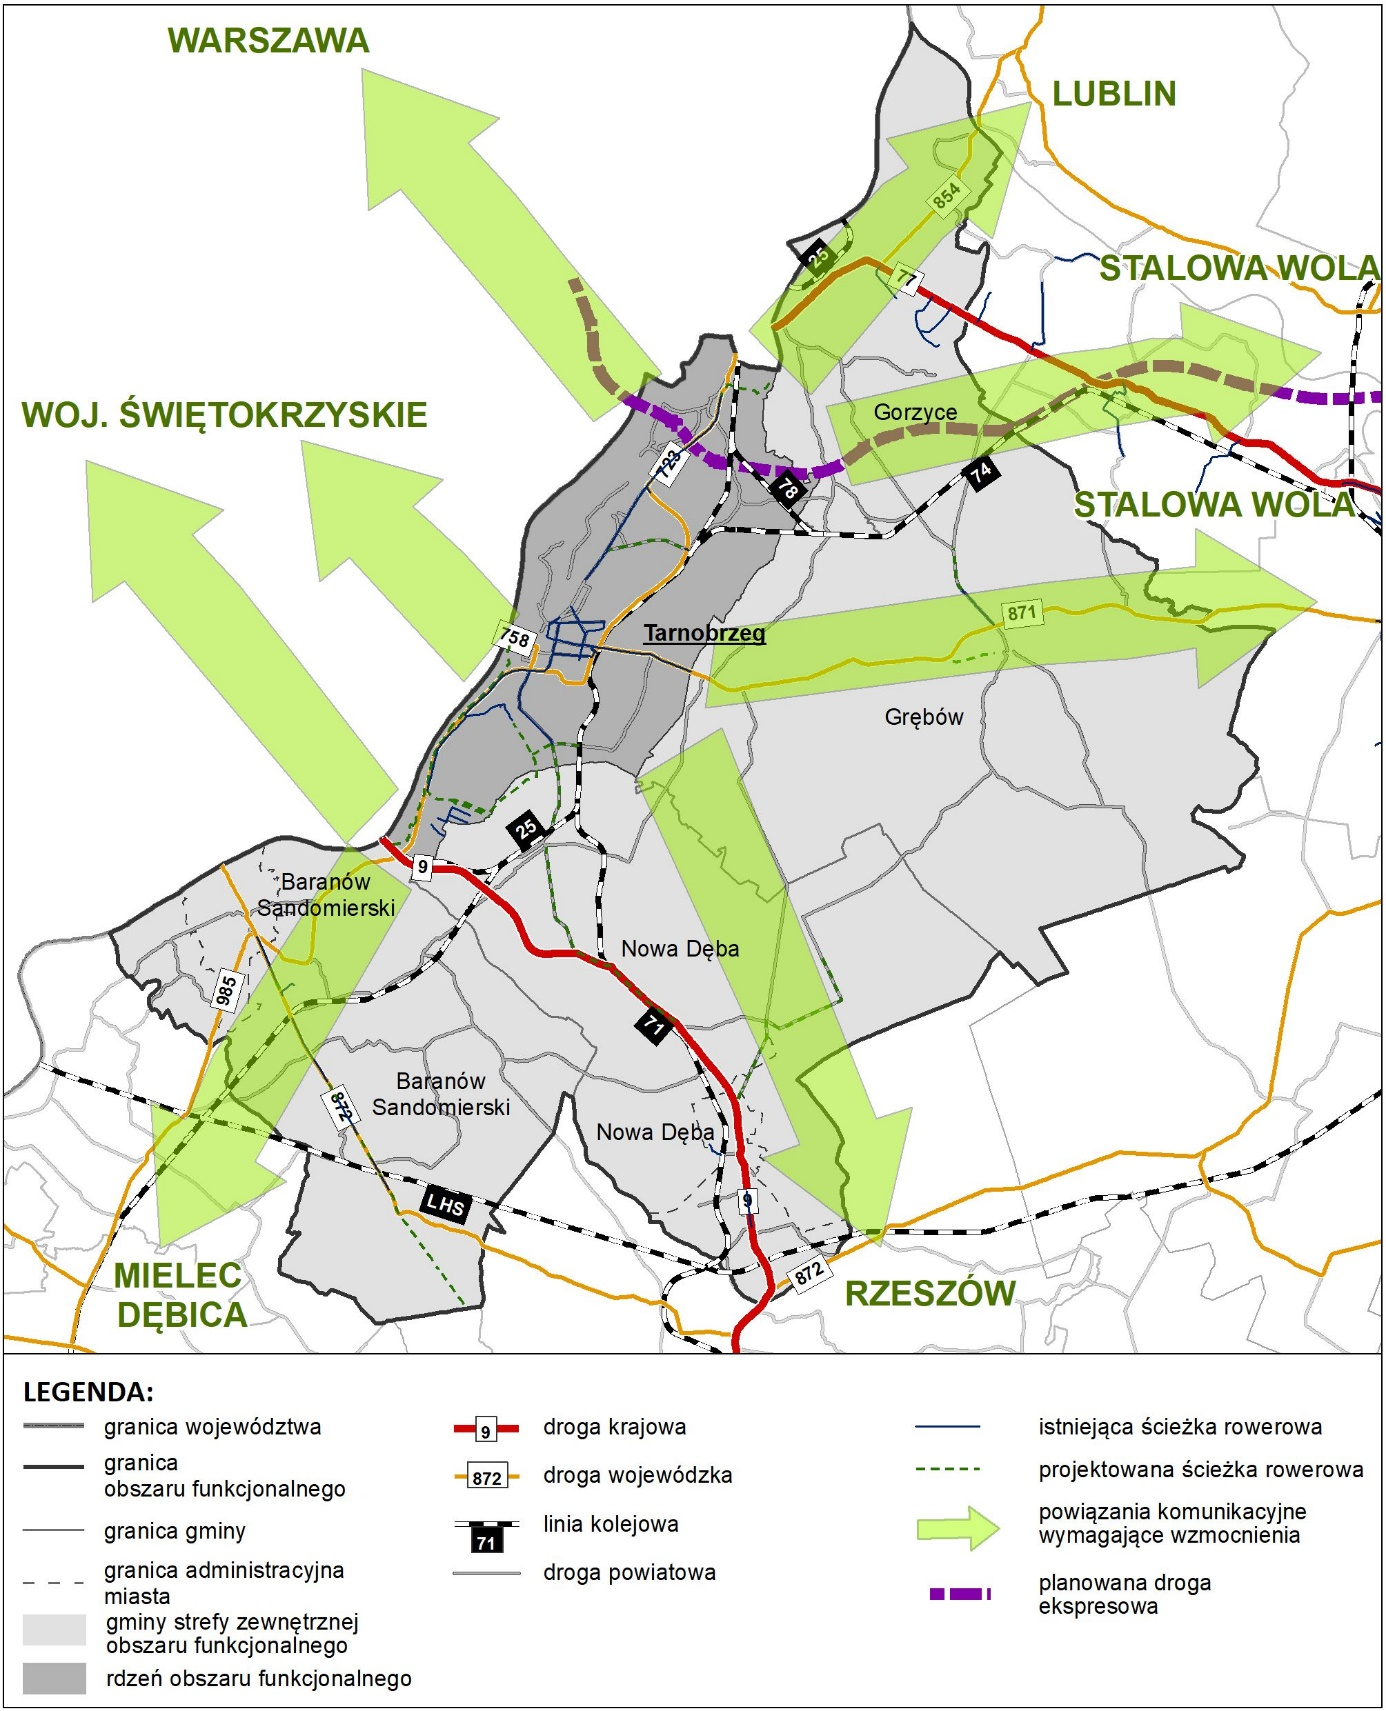 WARSZAWA
LUBLIN
854
25
77
STALOWA WOLA
WOJ. ŚWIĘTOKRZYSKIE
Gorzyce
723
78
74
STALOWA WOLA
758
Tarnobrzeg
871
Grębów
25
9
Baranów
Sandomierski
985
Nowa Dęba
71
Baranów
Sandomierski
872
Nowa Dęba
LHS
9
872
MIELEC
DĘBICA
RZESZÓW
LEGENDA:
granica województwa
granica
obszaru funkcjonalnego
granica gminy
granica administracyjna
miasta
gminy strefy zewnętrznej
obszaru funkcjonalnego
rdzeń obszaru funkcjonalnego
9
droga krajowa
872
droga wojewódzka
71
linia kolejowa
droga powiatowa
istniejąca ścieżka rowerowa
projektowana ścieżka rowerowa
powiązania komunikacyjne
wymagające wzmocnienia
planowana droga
ekspresowa